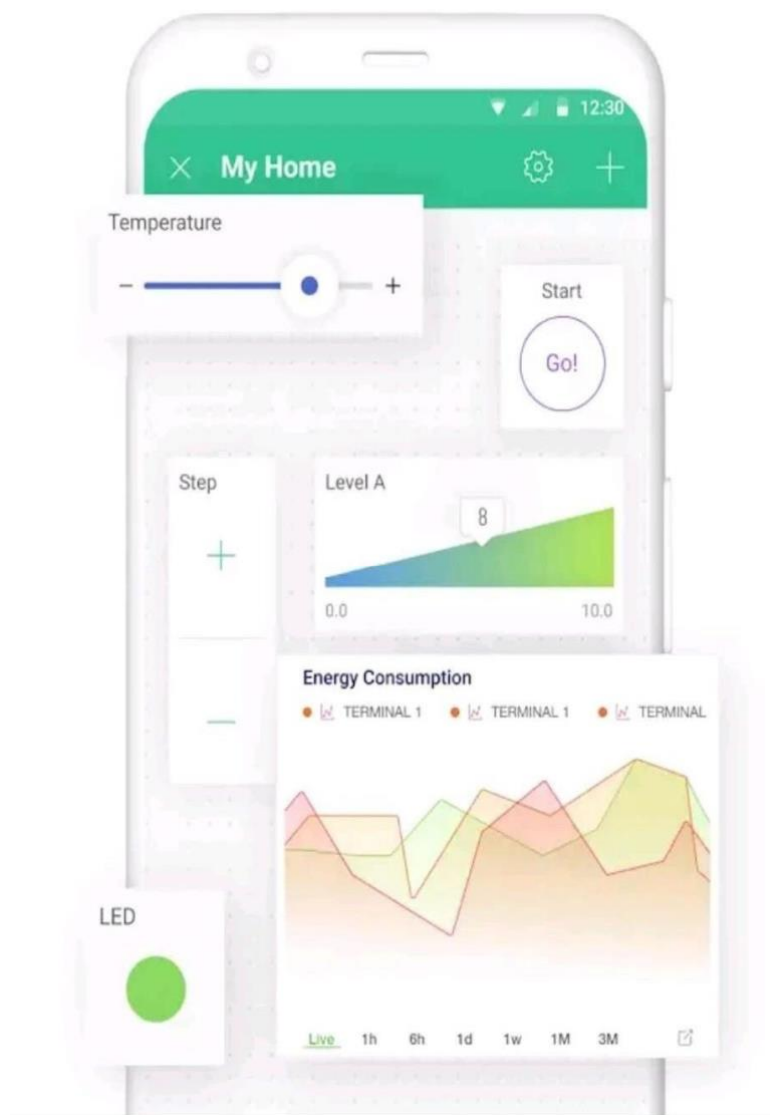 12:30
My Home
Temperature
− +
Start
Go!
Step
+
−
Level A
8
0.0 10.0
Energy Consumption
TERMINAL 1 TERMINAL 1 TERMINAL
LED
Live 1h 6h 1d 1w 1M 3M